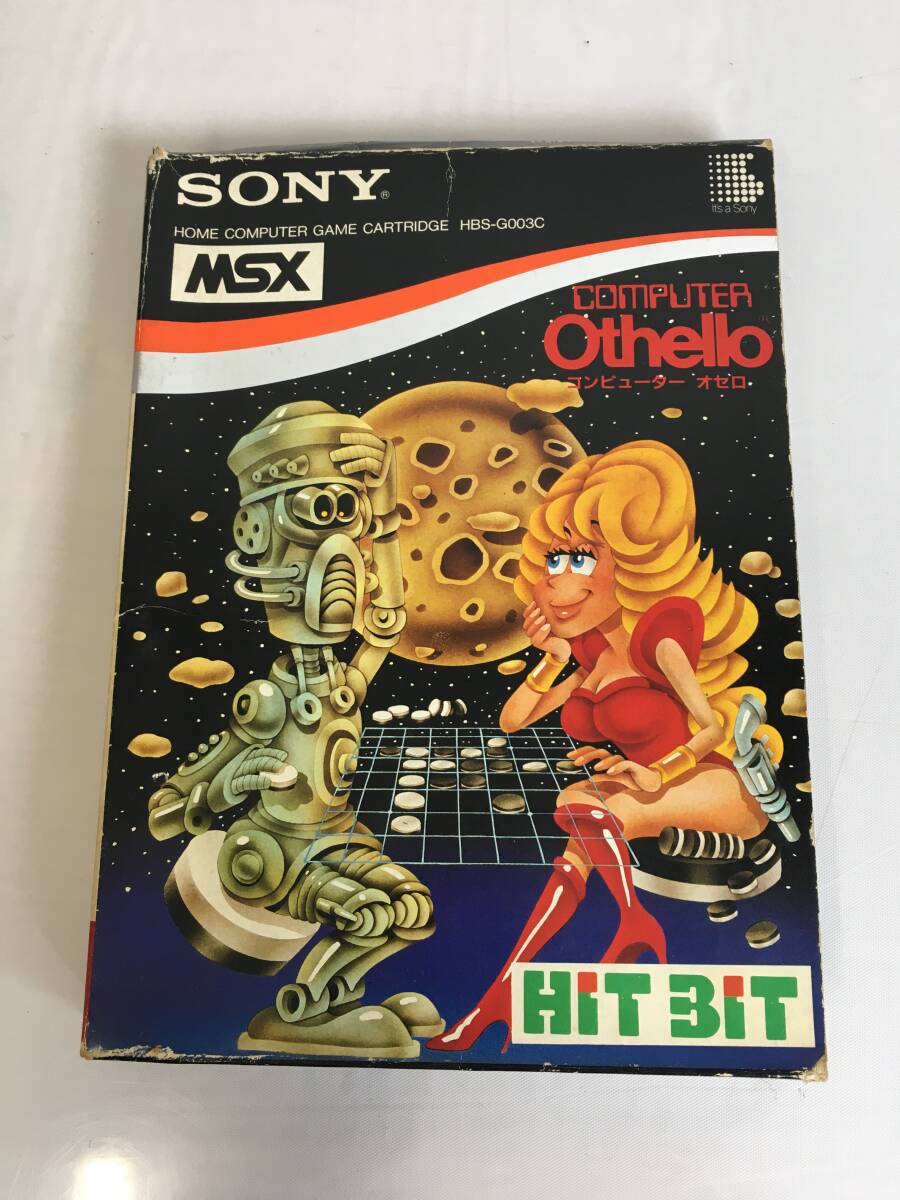 SONY®
It's a Sony
HOME COMPUTER GAME CARTRIDGE HBS-G003C
MSX
COMPUTER
Othello
コンピューター オセロ
HiT BiT